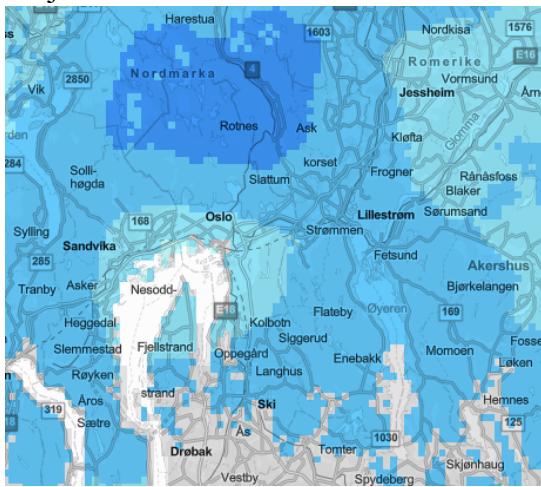 Harestua
1603
Nordkisa
1576
E16
Nordmarka
4
Romerike
2850
Vormsund
Vik
Jessheim
Rotnes
Ask
Kløfta
Glomma
284
korset
Solli-
høgda
Slattum
Frogner
Rånåsfoss
Blaker
168
Oslo
Lillestrøm
Sørumsand
Sylling
Strømmen
Sandvika
285
Fetsund
Akershus
Tranby
Asker
Nesodd-
Bjørkelangen
E18
Øyeren
Flateby
169
Heggedal
Kolbotn
Siggerud
Slemmestad
Fjellstrand
Oppegård
Enebakk
Momoen
Fosse
Løken
Røyken
Langhus
strand
Åros
Hemnes
319
Ski
Sætre
125
Ås
1030
Drøbak
Tomter
Skjønhaug
Vestby
Spydeberg